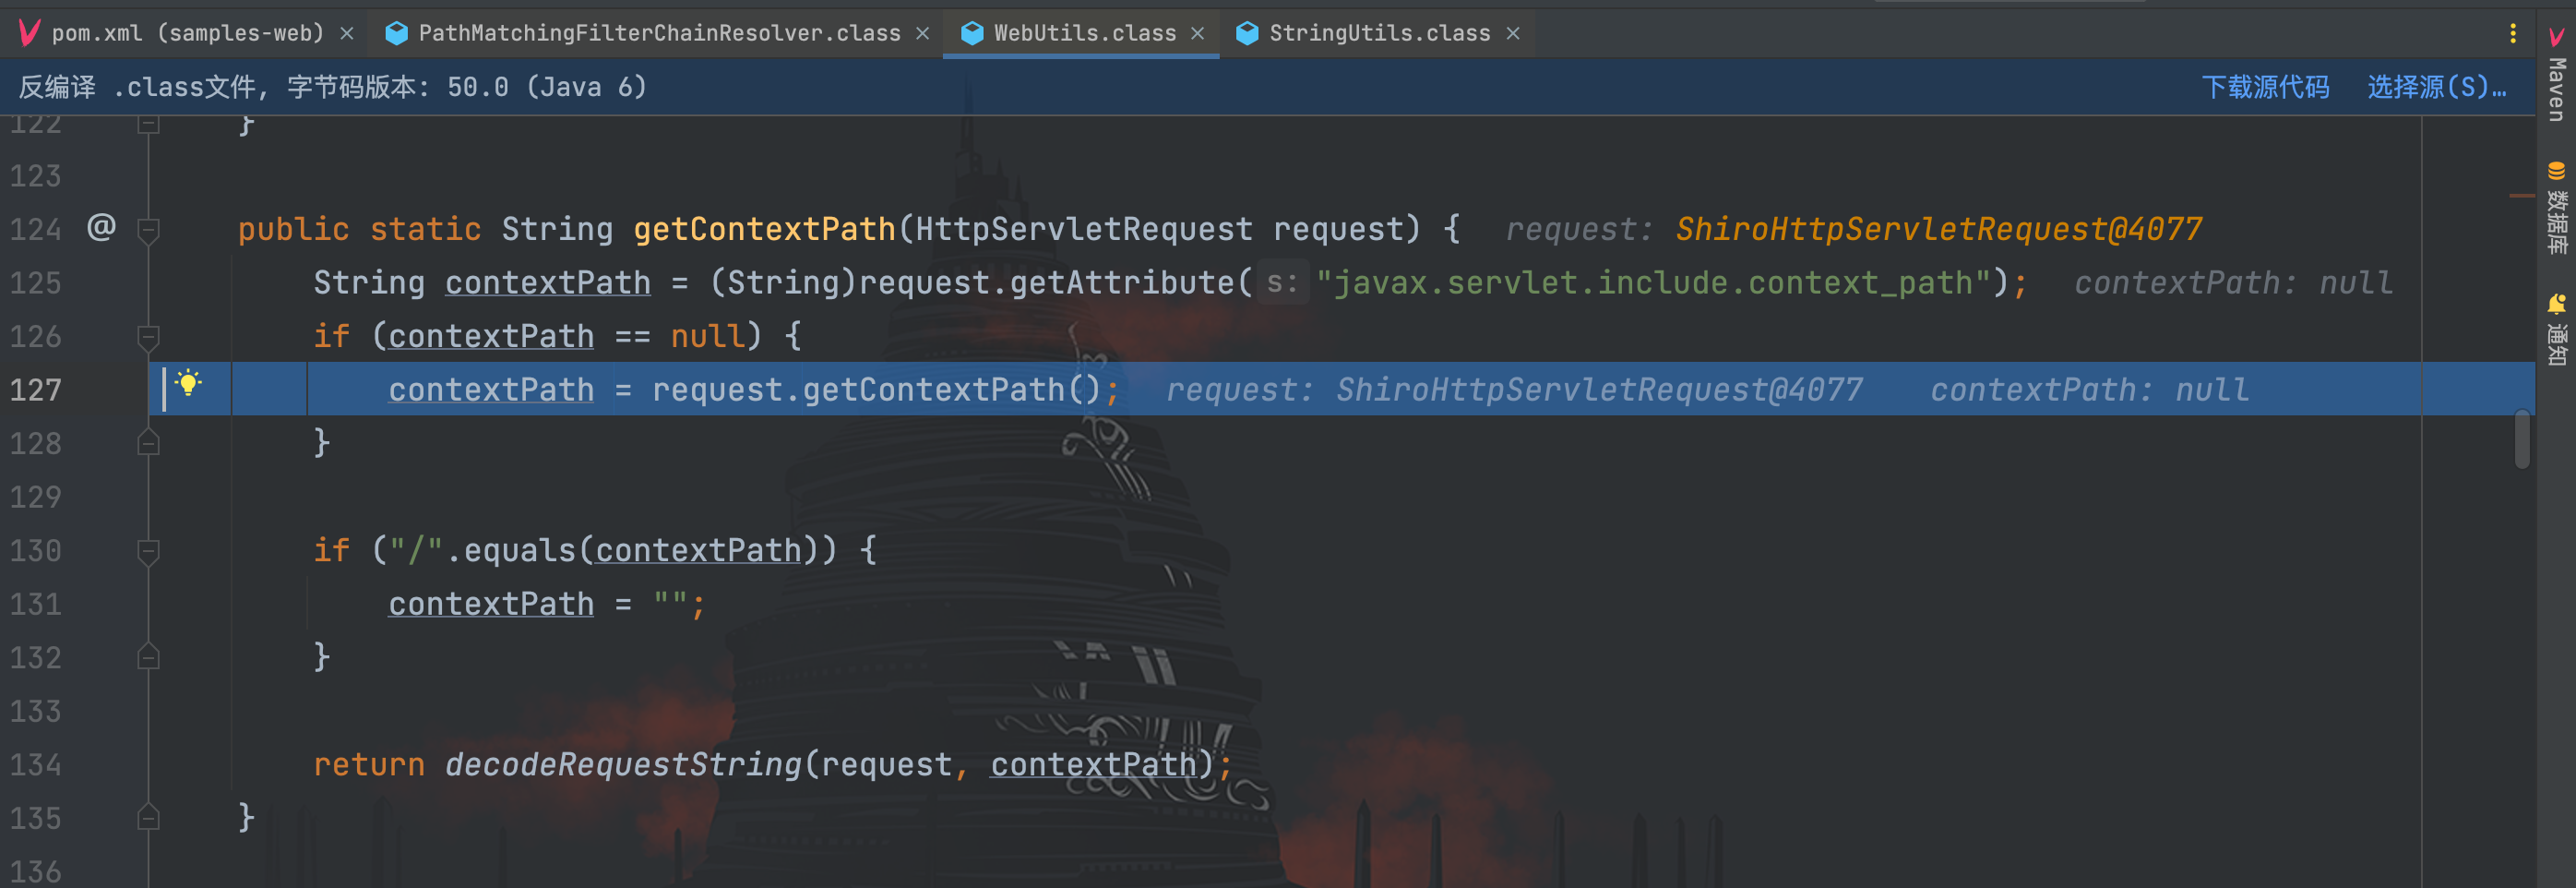 pom.xml (samples-web)
PathMatchingFilterChainResolver.class
WebUtils.class
StringUtils.class
反编译 .class文件, 字节码版本: 50.0 (Java 6)
下载源代码
选择源(S)…
122 }
123
124 @ public static String getContextPath(HttpServletRequest request) { request: ShiroHttpServletRequest@4077
125 String contextPath = (String)request.getAttribute( s: "javax.servlet.include.context_path"); contextPath: null
126 if (contextPath == null) {
127 contextPath = request.getContextPath(); request: ShiroHttpServletRequest@4077 contextPath: null
128 }
129
130 if ("/".equals(contextPath)) {
131 contextPath = "";
132 }
133
134 return decodeRequestString(request, contextPath);
135 }
136
Maven
数据库
通知